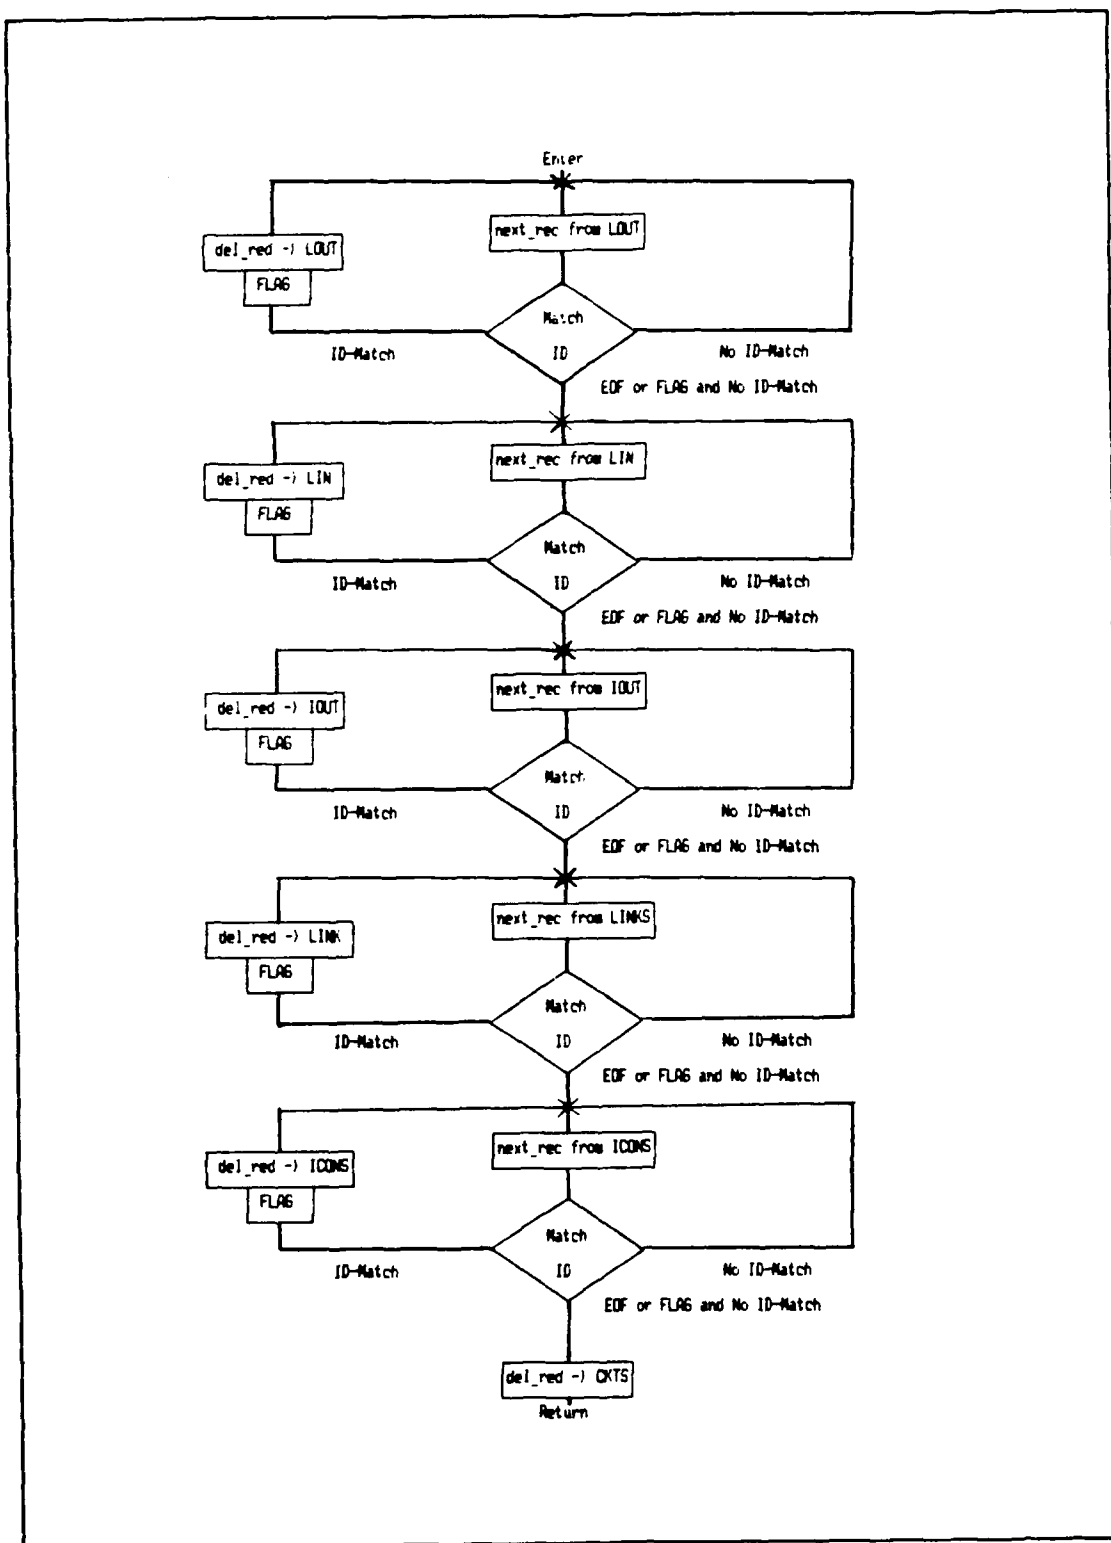 Enter
next_rec from LOUT
del_red -> LOUT
FLAG
Match
ID
ID-Match
No ID-Match
EOF or FLAG and No ID-Match
next_rec from LIN
del_red -> LIN
FLAG
Match
ID
ID-Match
No ID-Match
EOF or FLAG and No ID-Match
next_rec from IOUT
del_red -> IOUT
FLAG
Match
ID
ID-Match
No ID-Match
EOF or FLAG and No ID-Match
next_rec from LINKS
del_red -> LINK
FLAG
Match
ID
ID-Match
No ID-Match
EOF or FLAG and No ID-Match
next_rec from ICONS
del_red -> ICONS
FLAG
Match
ID
ID-Match
No ID-Match
EOF or FLAG and No ID-Match
del_red -> CKTS
Return